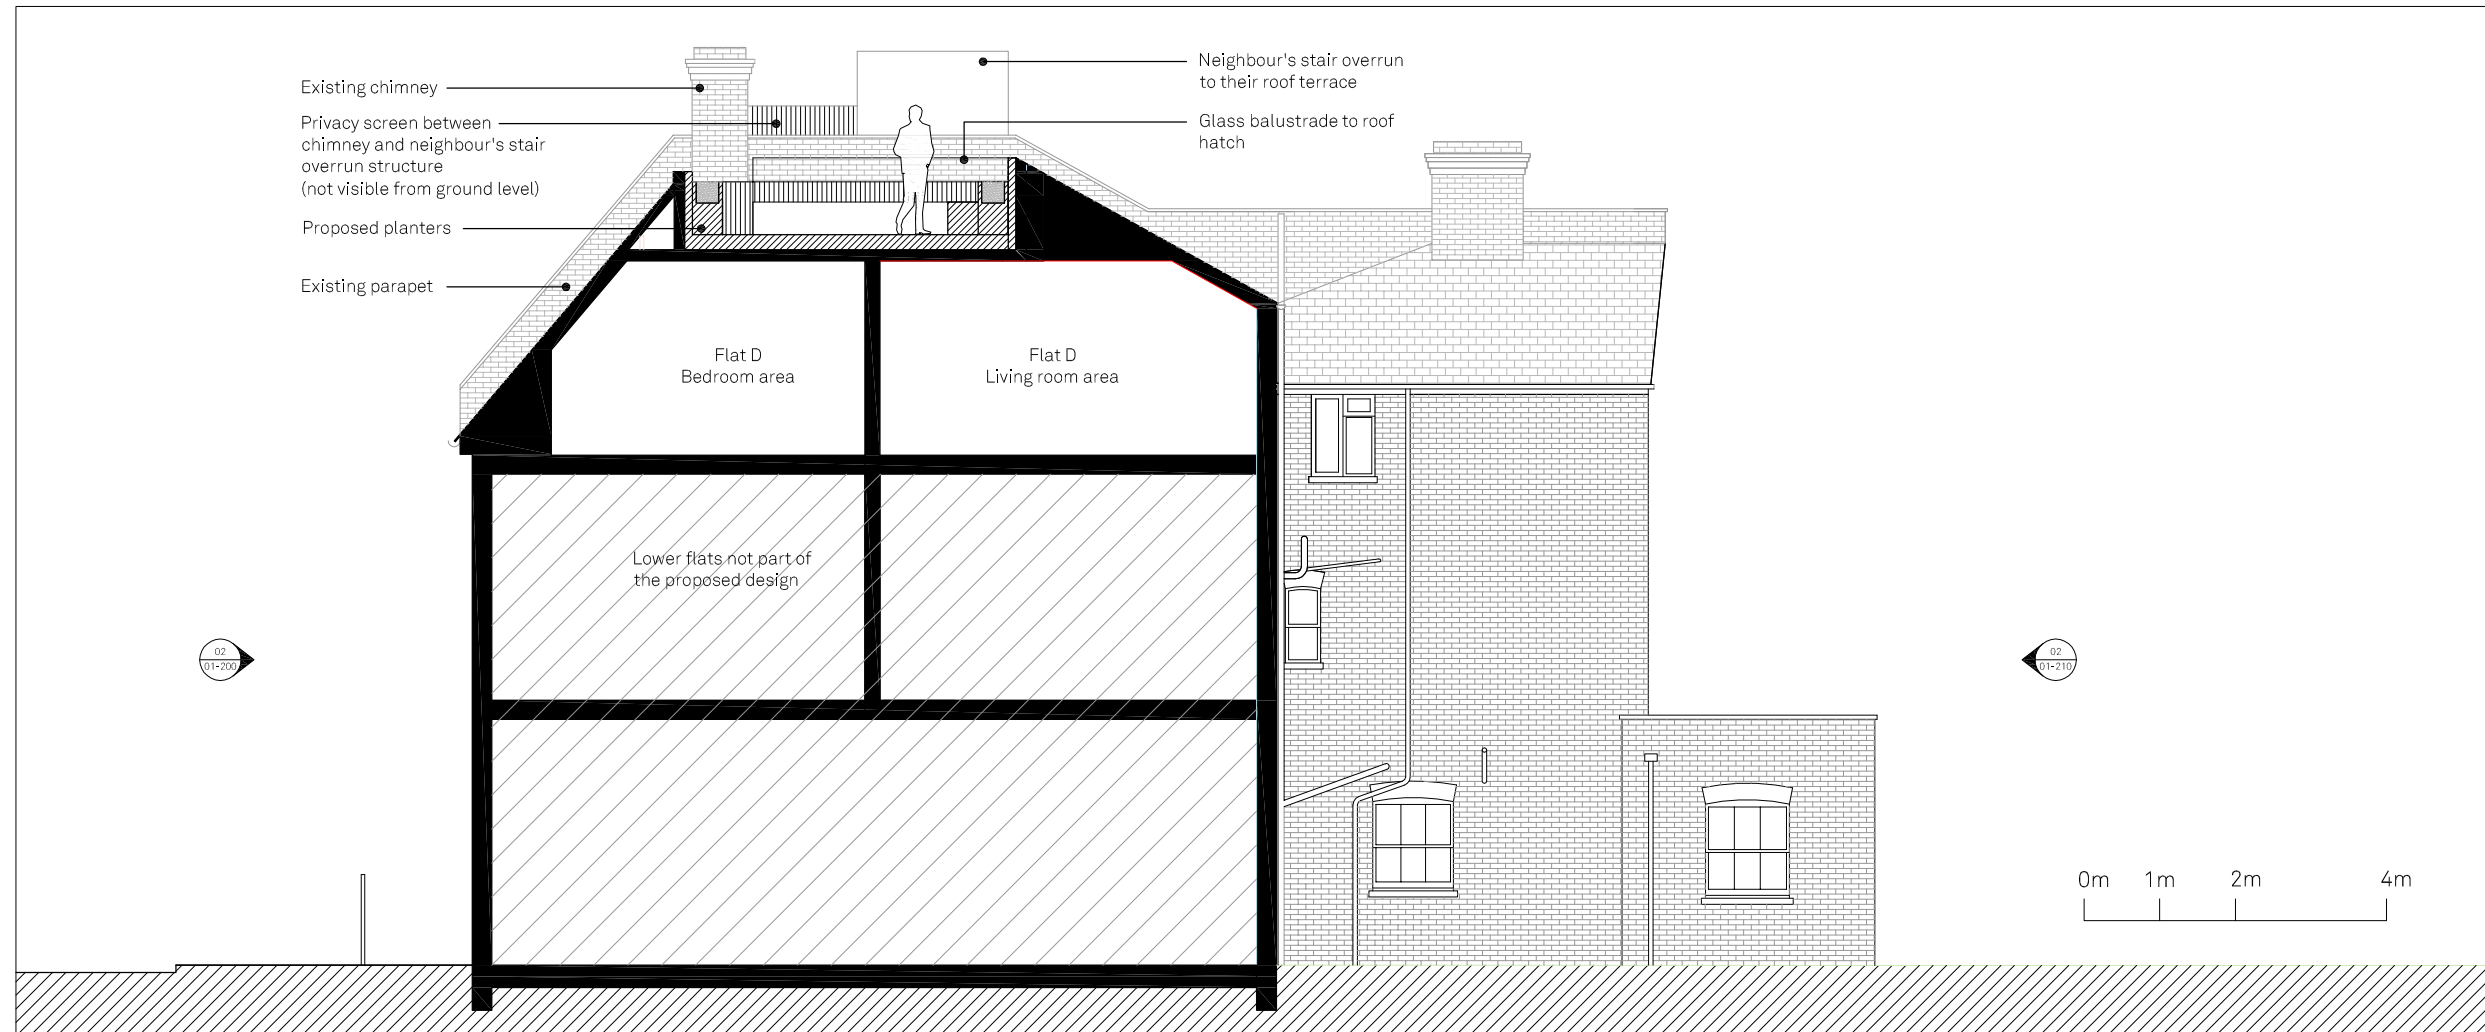 Existing chimney
Privacy screen between
chimney and neighbour's stair
overrun structure
(not visible from ground level)
Proposed planters
Existing parapet
Neighbour's stair overrun
to their roof terrace
Glass balustrade to roof
hatch
Flat D
Bedroom area
Flat D
Living room area
Lower flats not part of
the proposed design
02
01-200
02
01-210
0m 1m 2m 4m